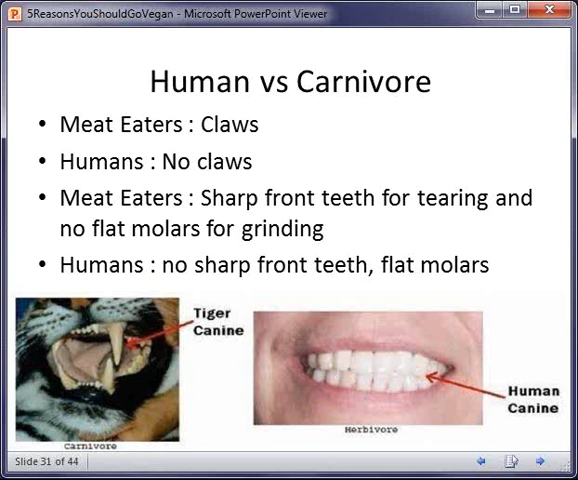 5ReasonsYouShouldGoVegan - Microsoft PowerPoint Viewer
Human vs Carnivore
• Meat Eaters : Claws
• Humans : No claws
• Meat Eaters : Sharp front teeth for tearing and
no flat molars for grinding
• Humans : no sharp front teeth, flat molars
Tiger
Canine
Human
Canine
Carnivore
Herbivore
Slide 31 of 44